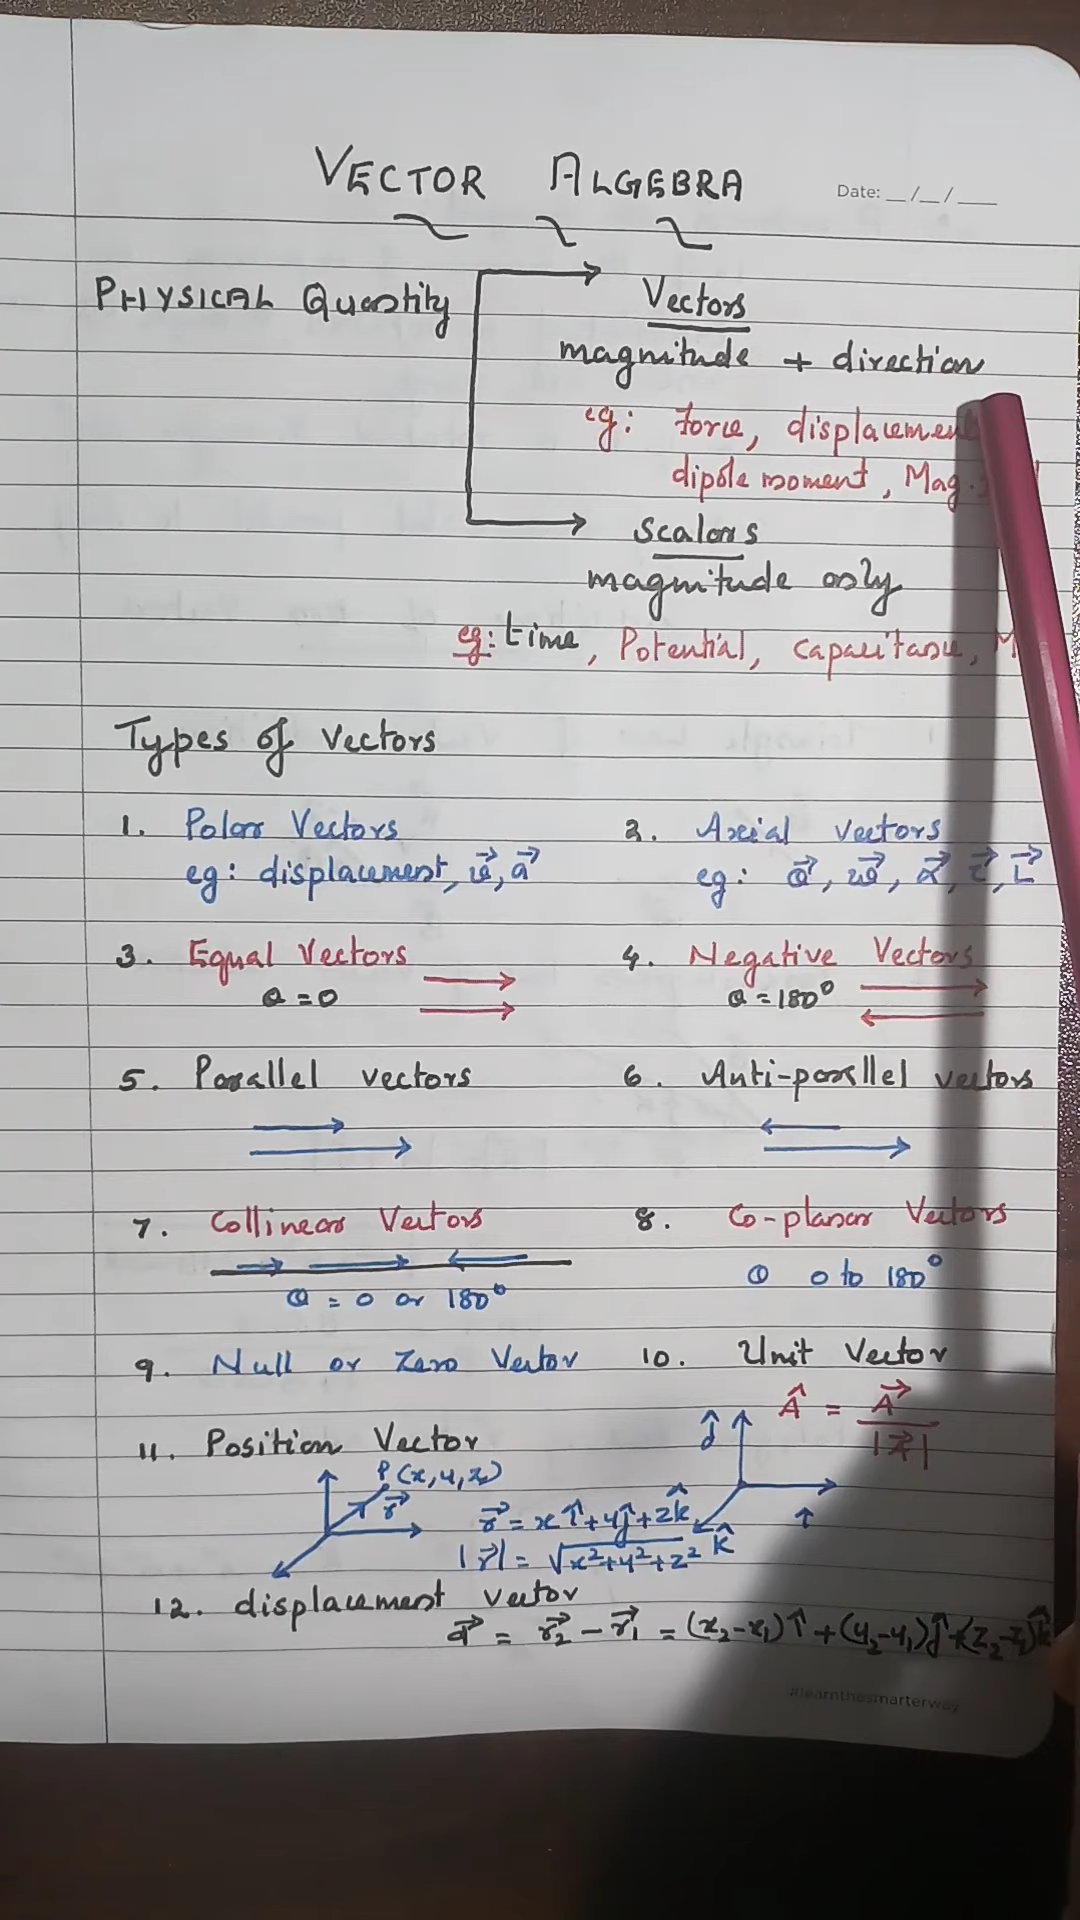 VECTOR ALGEBRA
Date: __/__/____
PHYSICAL Quantity
Vectors
magnitude + direction
eg: force, displacement
dipole moment, Mag.
Scalars
magnitude only
eg: time, Potential, Capacitance, M
Types of Vectors
1. Polar Vectors
2. Axial vectors
eg: displacement, v⃗, a⃗
eg: θ⃗, ω⃗, α⃗, τ⃗, L⃗
3. Equal Vectors
4. Negative Vectors
θ = 0
θ = 180°
5. Parallel vectors
6. Anti-parallel vectors
7. Collinear Vectors
8. Co-planar Vectors
θ = 0 or 180°
θ 0 to 180°
9. Null or Zero Vector
10. Unit Vector
Â = A⃗ / |A⃗|
11. Position Vector
ĵ
P(x, y, z)
r⃗
r⃗ = xî + yĵ + zk̂
î
|r⃗| = √x² + y² + z²
k̂
12. displacement vector
r⃗₂ − r⃗₁ = (x₂ − x₁)î + (y₂ − y₁)ĵ + (z₂ − z₁)k̂
#learnthesmarterway